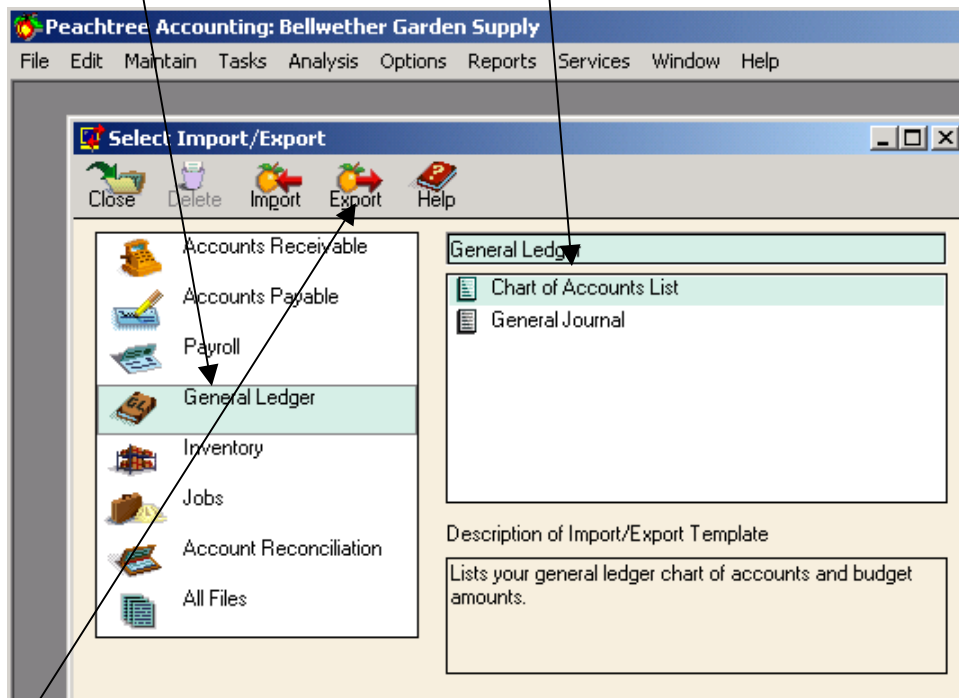 Peachtree Accounting: Bellwether Garden Supply
File Edit Maintain Tasks Analysis Options Reports Services Window Help
Select Import/Export
Close Delete Import Export Help
Accounts Receivable
Accounts Payable
Payroll
General Ledger
Inventory
Jobs
Account Reconciliation
All Files
General Ledger
Chart of Accounts List
General Journal
Description of Import/Export Template
Lists your general ledger chart of accounts and budget
amounts.